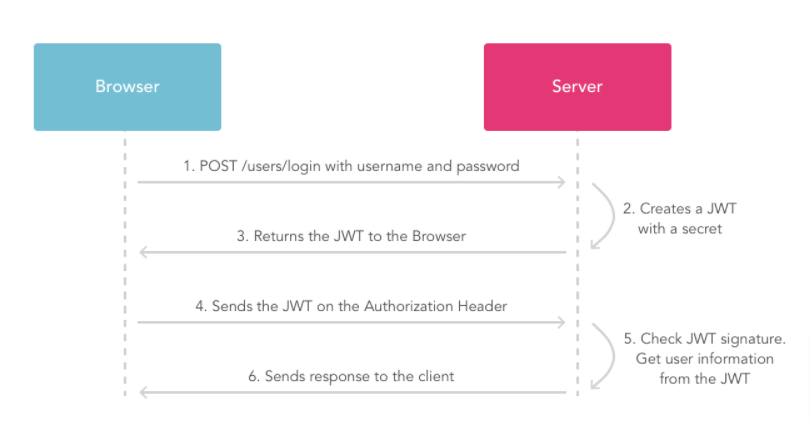 Browser
Server
1. POST /users/login with username and password
2. Creates a JWT
with a secret
3. Returns the JWT to the Browser
4. Sends the JWT on the Authorization Header
5. Check JWT signature.
Get user information
from the JWT
6. Sends response to the client